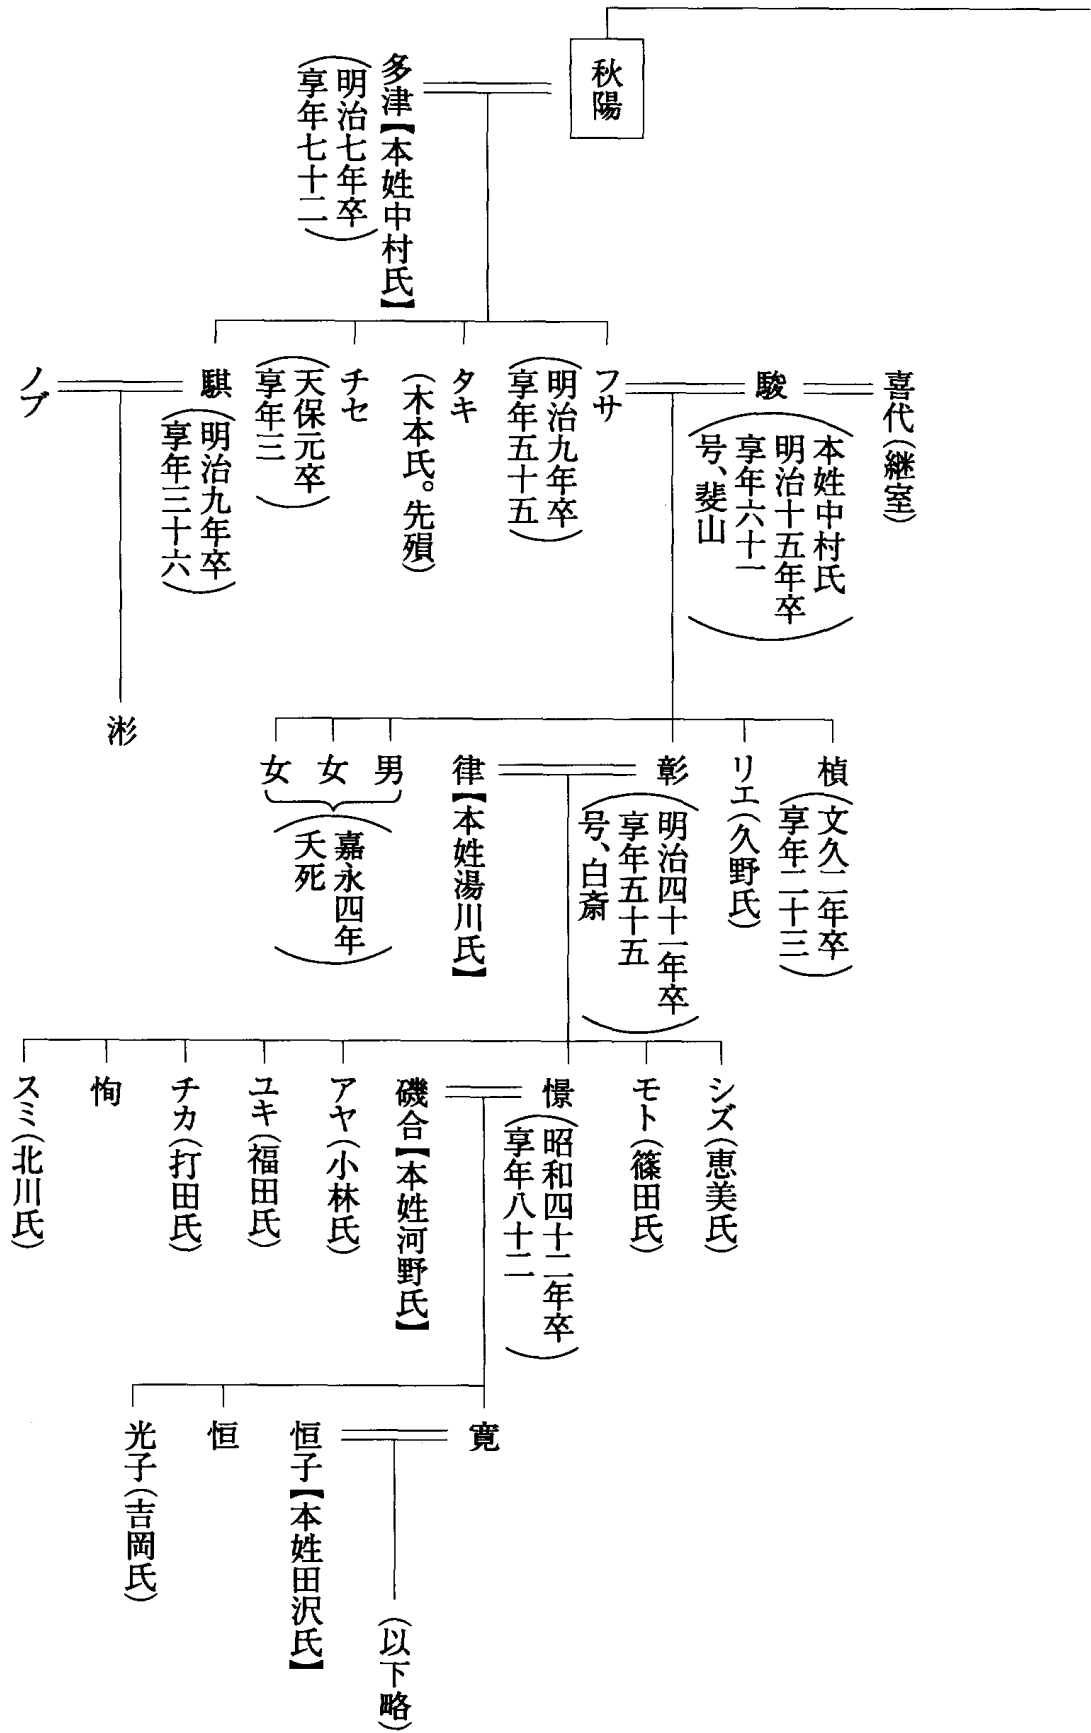 秋陽
多津【本姓中村氏】
明治七年卒
享年七十二
喜代(継室)
駿
本姓中村氏
明治十五年卒
享年六十一
号、斐山
フサ
(明治九年卒
享年五十五)
タキ
(木本氏。先殞)
チセ
(天保元卒
享年三)
騏
(明治九年卒
享年三十六)
ノブ
楨
(文久二年卒
享年二十三)
リエ(久野氏)
彰
(明治四十一年卒
享年五十五
号、白斎)
律【本姓湯川氏】
男
女
女
(嘉永四年
夭死)
浵
シズ(恵美氏)
モト(篠田氏)
憬
(昭和四十二年卒
享年八十二)
磯合【本姓河野氏】
アヤ(小林氏)
ユキ(福田氏)
チカ(打田氏)
恂
スミ(北川氏)
寛
恒子【本姓田沢氏】
恒
光子(吉岡氏)
(以下略)